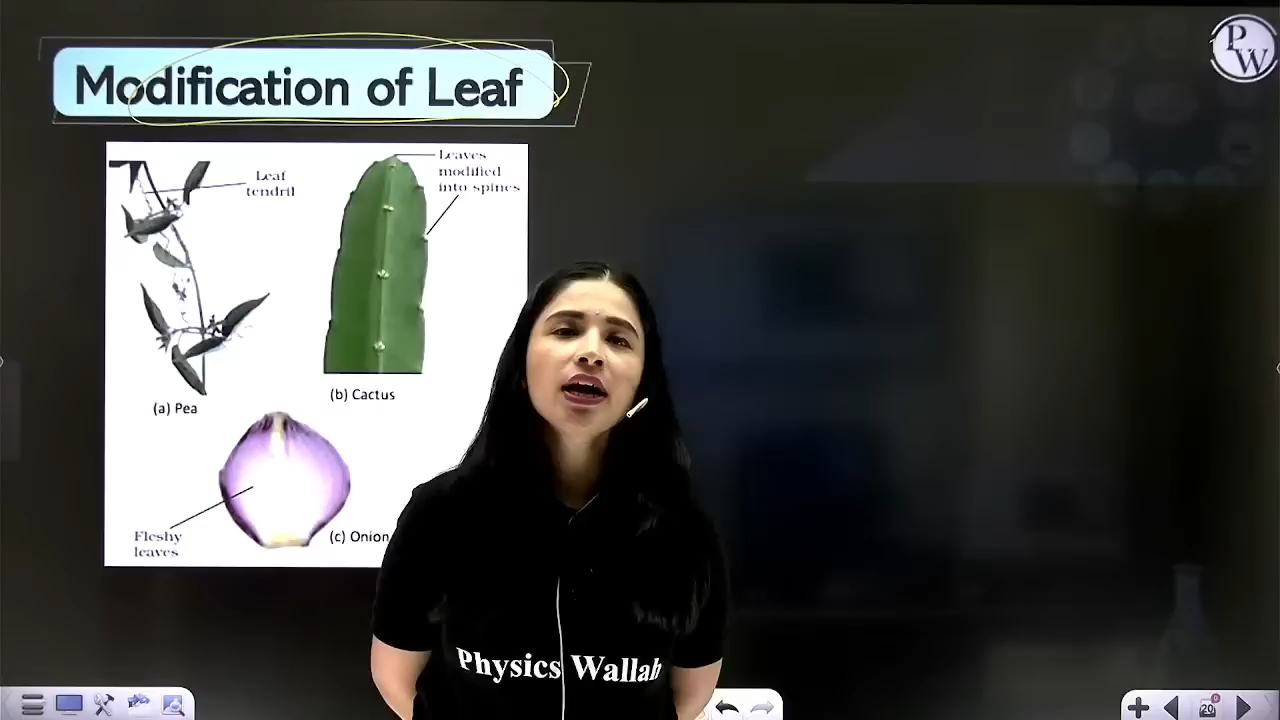 Modification of Leaf
PW
Leaf
tendril
Leaves
modified
into spines
(a) Pea
(b) Cactus
Fleshy
leaves
(c) Onion
Physics Wallah
20